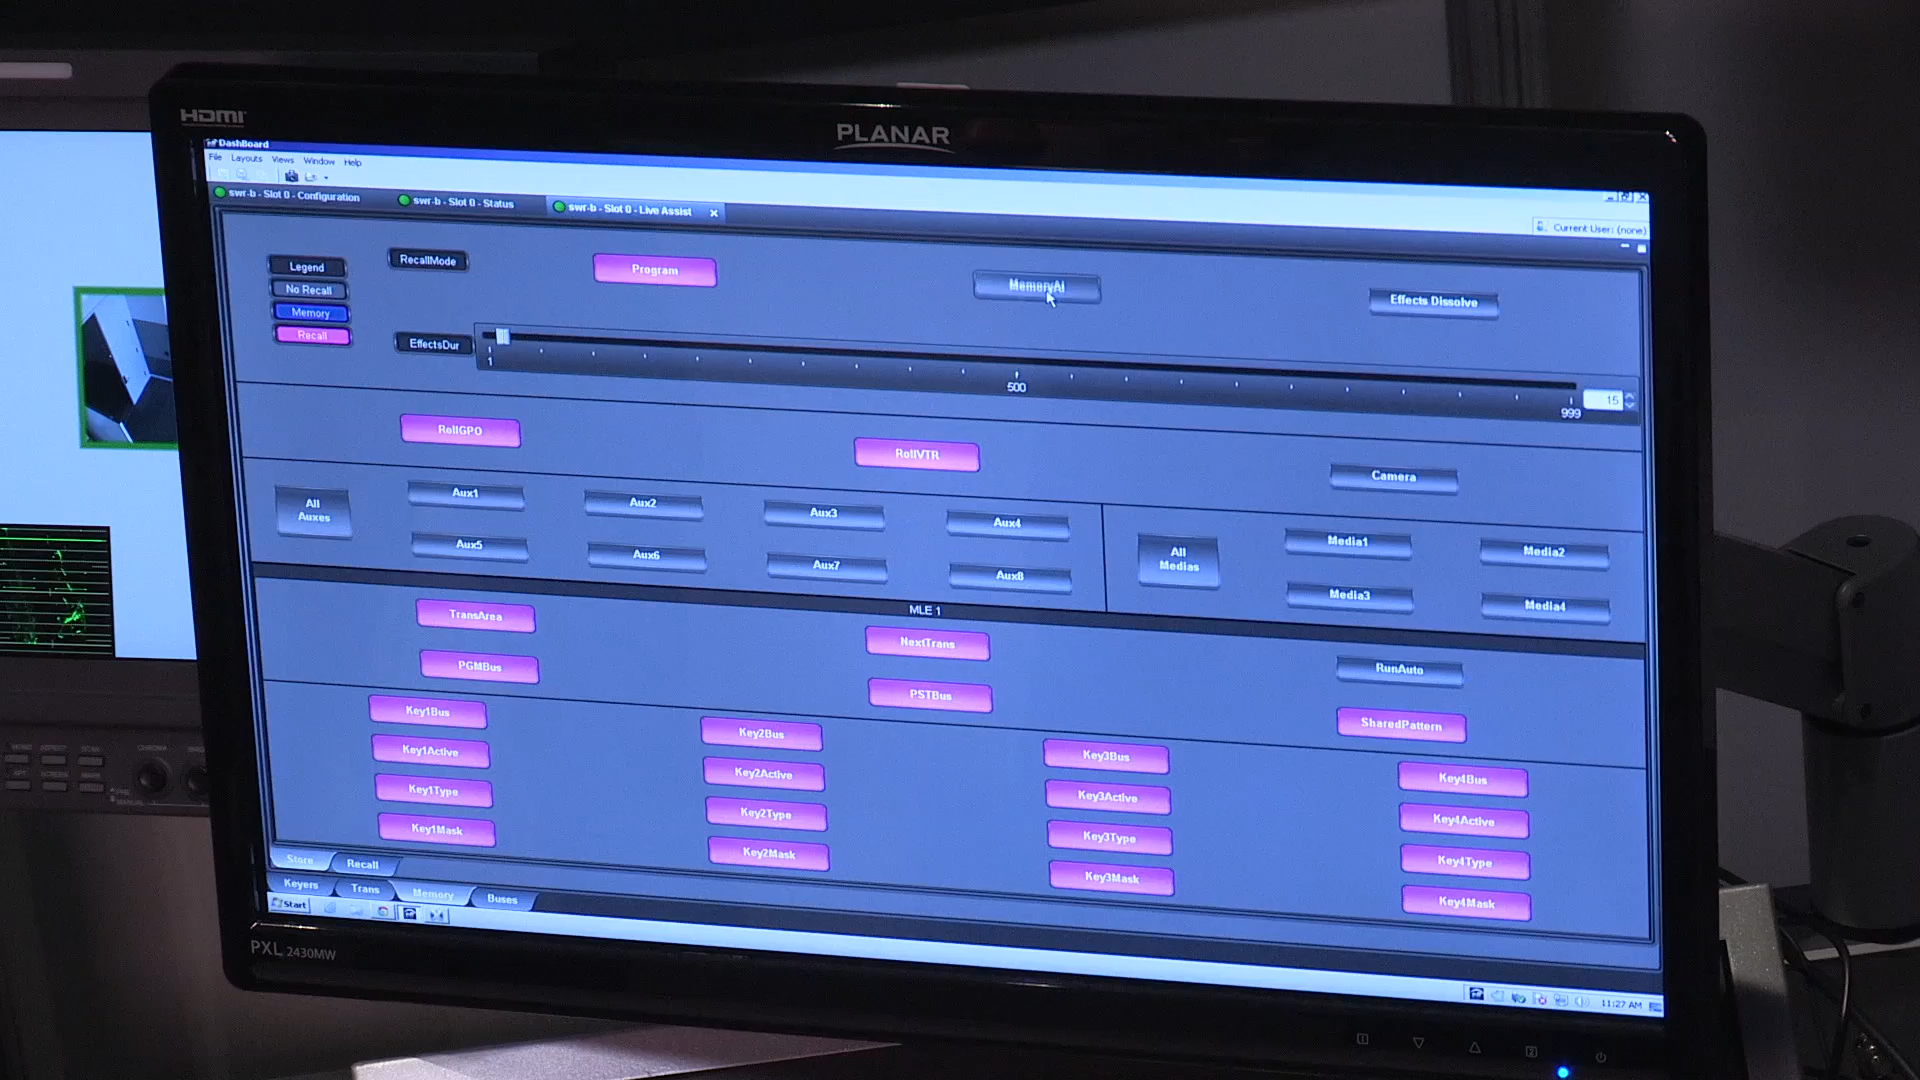 HDMI
PLANAR
DashBoard
File Layouts Views Window Help
swr-b - Slot 0 - Configuration
swr-b - Slot 0 - Status
swr-b - Slot 0 - Live Assist
Current User: (none)
Legend
No Recall
Memory
Recall
RecallMode
Program
MemoryAI
Effects Dissolve
EffectsDur
1
500
999
15
RollGPO
RollVTR
Camera
All Auxes
Aux1
Aux2
Aux3
Aux4
Aux5
Aux6
Aux7
Aux8
All Medias
Media1
Media2
Media3
Media4
MLE 1
TransArea
NextTrans
RunAuto
PGMBus
PSTBus
SharedPattern
Key1Bus
Key2Bus
Key3Bus
Key4Bus
Key1Active
Key2Active
Key3Active
Key4Active
Key1Type
Key2Type
Key3Type
Key4Type
Key1Mask
Key2Mask
Key3Mask
Key4Mask
Store
Recall
Keyers
Trans
Memory
Buses
Start
11:27 AM
PXL 2430MW